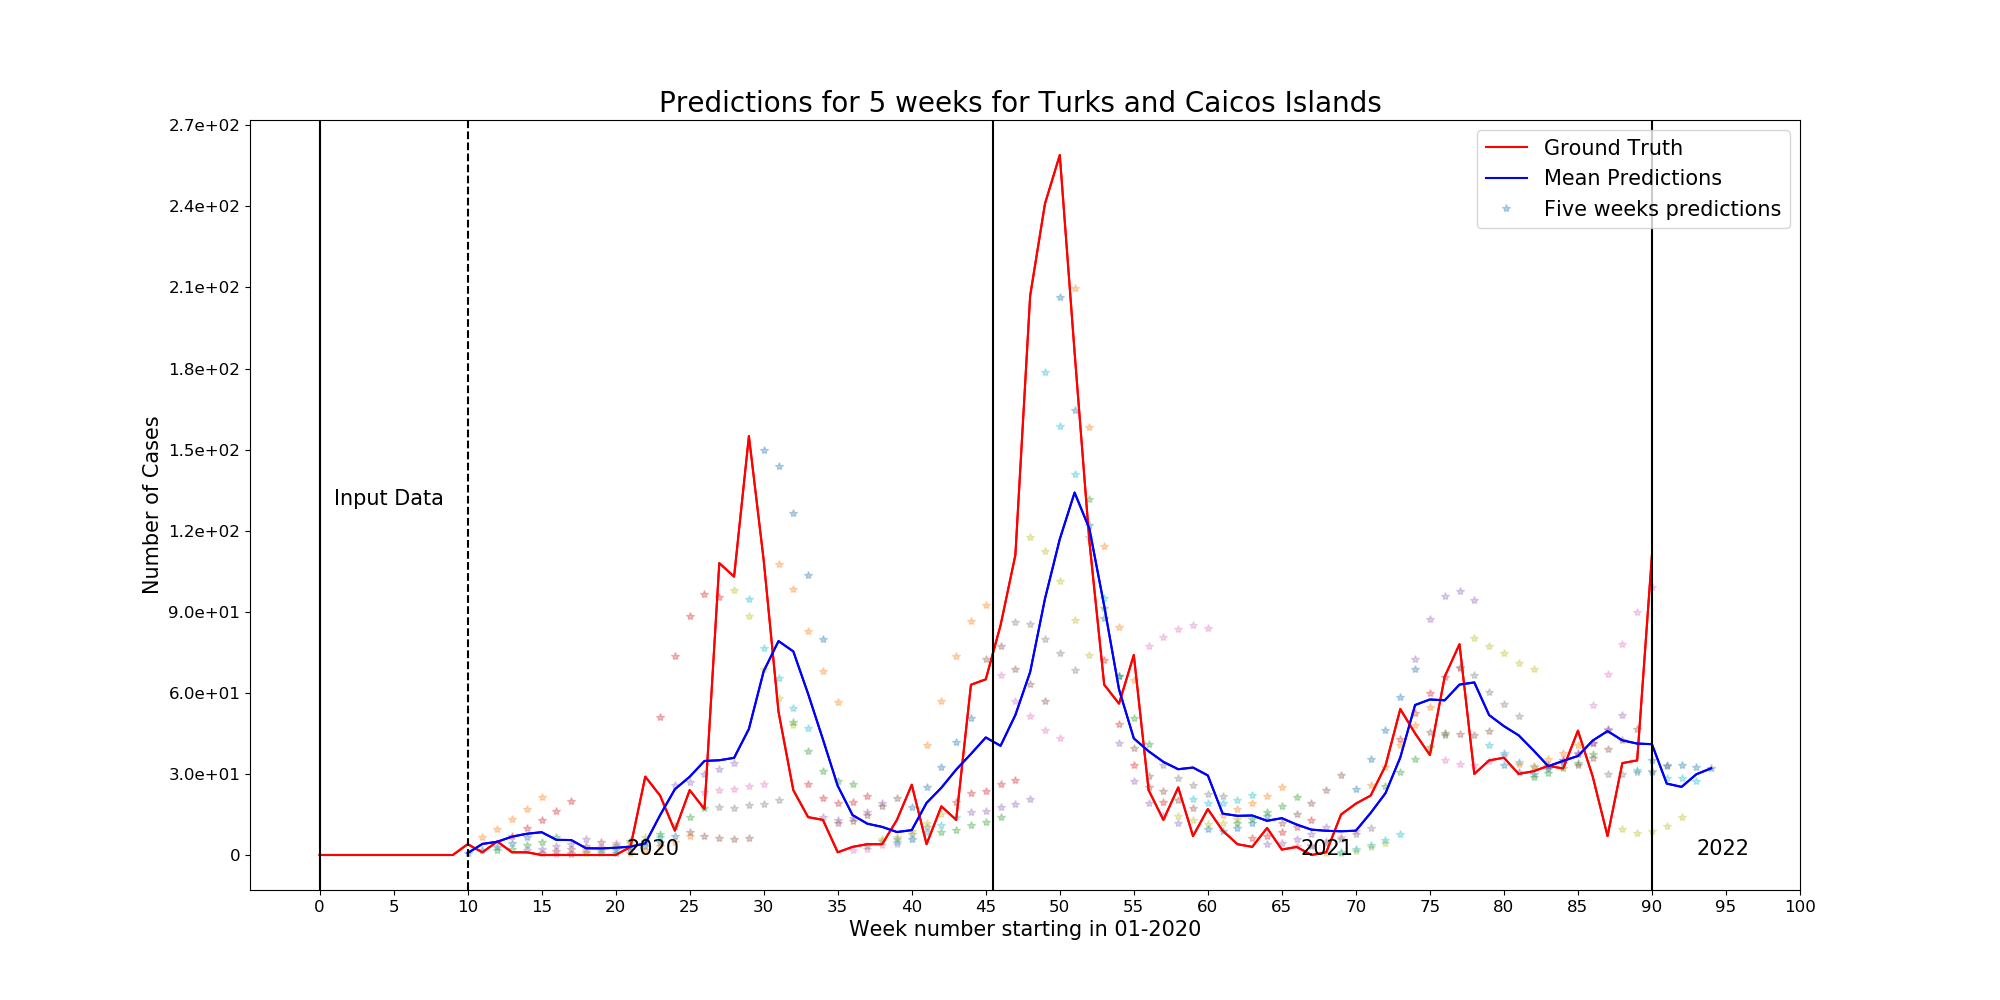 Predictions for 5 weeks for Turks and Caicos Islands
2.7e+02
2.4e+02
2.1e+02
1.8e+02
1.5e+02
1.2e+02
9.0e+01
6.0e+01
3.0e+01
0
Number of Cases
Ground Truth
Mean Predictions
Five weeks predictions
Input Data
2020
2021
2022
0 5 10 15 20 25 30 35 40 45 50 55 60 65 70 75 80 85 90 95 100
Week number starting in 01-2020